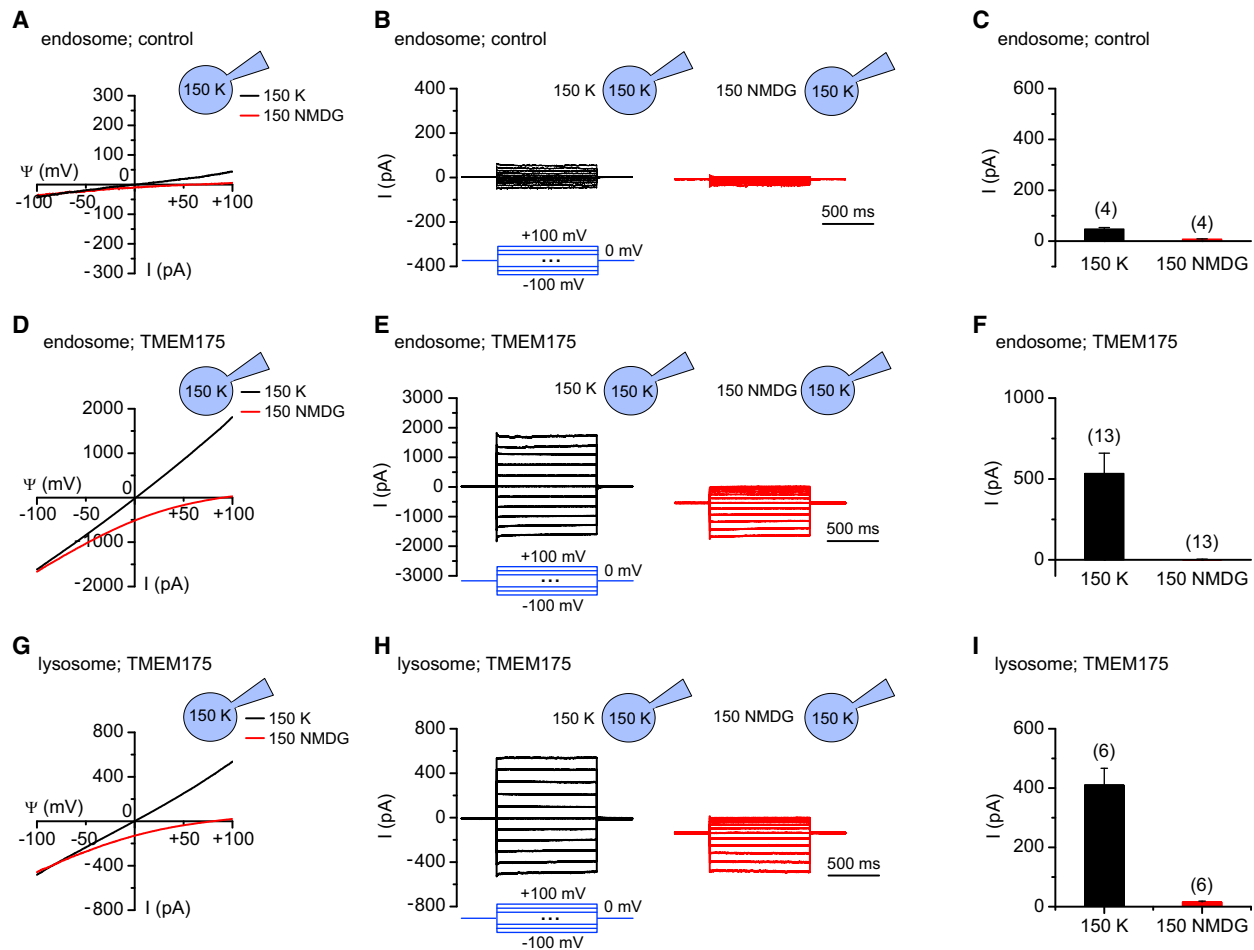 A
endosome; control
150 K
150 K
150 NMDG
300
200
100
0
-100
-200
-300
Ψ (mV)
-100
-50
+50
+100
I (pA)
B
endosome; control
150 K
150 K
150 NMDG
150 K
400
200
0
-200
-400
I (pA)
500 ms
+100 mV
0 mV
...
-100 mV
C
endosome; control
600
400
200
0
I (pA)
(4)
(4)
150 K
150 NMDG
D
endosome; TMEM175
150 K
150 K
150 NMDG
2000
1000
0
-1000
-2000
Ψ (mV)
-100
-50
+50
+100
I (pA)
E
endosome; TMEM175
150 K
150 K
150 NMDG
150 K
3000
2000
1000
0
-1000
-2000
-3000
I (pA)
500 ms
+100 mV
0 mV
...
-100 mV
F
endosome; TMEM175
1000
500
0
I (pA)
(13)
(13)
150 K
150 NMDG
G
lysosome; TMEM175
150 K
150 K
150 NMDG
800
400
0
-400
-800
Ψ (mV)
-100
-50
+50
+100
I (pA)
H
lysosome; TMEM175
150 K
150 K
150 NMDG
150 K
800
400
0
-400
-800
I (pA)
500 ms
+100 mV
0 mV
...
-100 mV
I
lysosome; TMEM175
600
400
200
0
I (pA)
(6)
(6)
150 K
150 NMDG